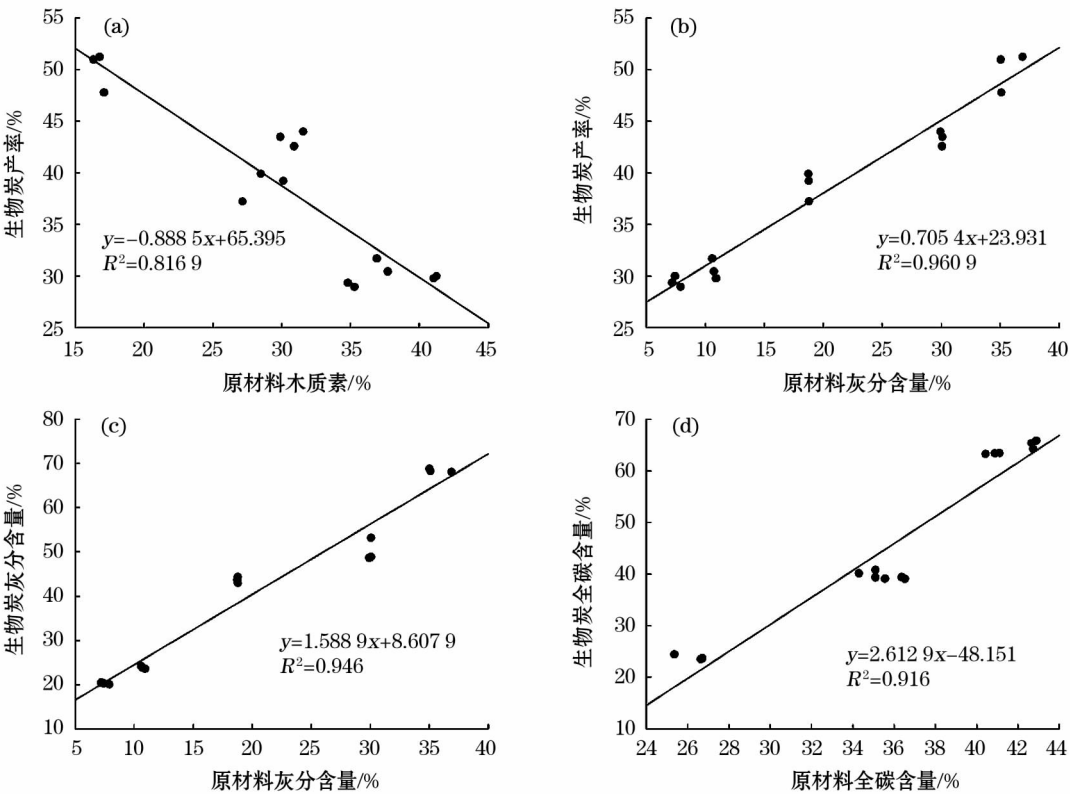 (a)
生物炭产率/%
55
50
45
40
35
30
25
y=-0.888 5x+65.395
R²=0.816 9
15 20 25 30 35 40 45
原材料木质素/%
(b)
生物炭产率/%
55
50
45
40
35
30
25
y=0.705 4x+23.931
R²=0.960 9
5 10 15 20 25 30 35 40
原材料灰分含量/%
(c)
生物炭灰分含量/%
80
70
60
50
40
30
20
10
y=1.588 9x+8.607 9
R²=0.946
5 10 15 20 25 30 35 40
原材料灰分含量/%
(d)
生物炭全碳含量/%
70
60
50
40
30
20
10
y=2.612 9x-48.151
R²=0.916
24 26 28 30 32 34 36 38 40 42 44
原材料全碳含量/%